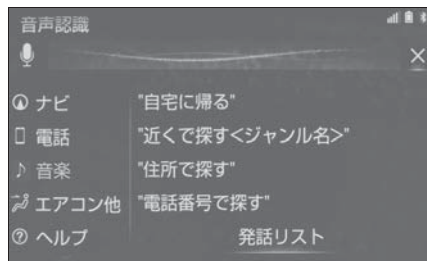 音声認識
ナビ
"自宅に帰る"
電話
"近くで探す<ジャンル名>"
音楽
"住所で探す"
エアコン他
"電話番号で探す"
ヘルプ
発話リスト